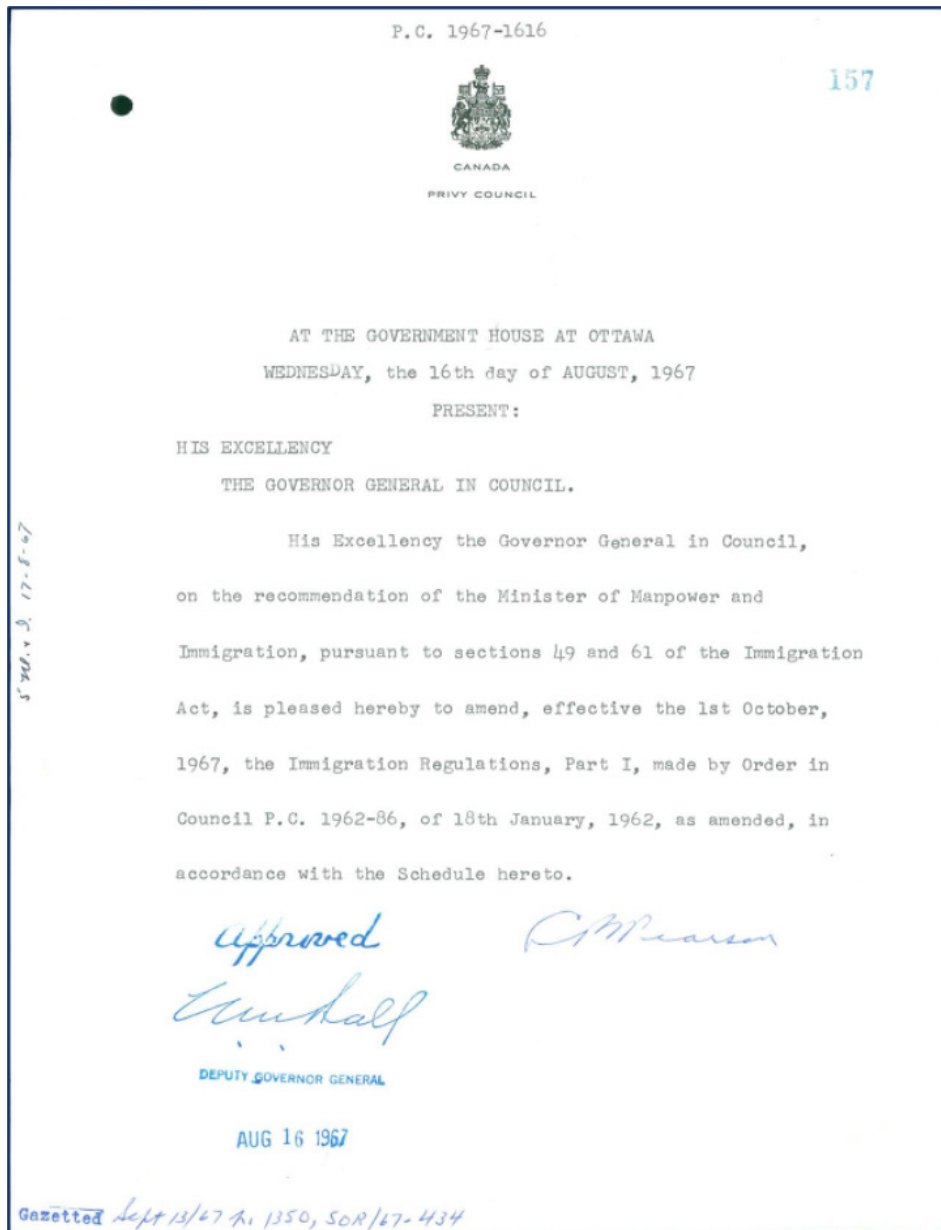 P.C. 1967-1616
157
CANADA
PRIVY COUNCIL
AT THE GOVERNMENT HOUSE AT OTTAWA
WEDNESDAY, the 16th day of AUGUST, 1967
PRESENT:
HIS EXCELLENCY
THE GOVERNOR GENERAL IN COUNCIL.
His Excellency the Governor General in Council,
on the recommendation of the Minister of Manpower and
Immigration, pursuant to sections 49 and 61 of the Immigration
Act, is pleased hereby to amend, effective the 1st October,
1967, the Immigration Regulations, Part I, made by Order in
Council P.C. 1962-86, of 18th January, 1962, as amended, in
accordance with the Schedule hereto.
17-8-67
Approved
Pearson
DEPUTY GOVERNOR GENERAL
AUG 16 1967
Gazetted Sept 13/67 p. 1350, SOR/67-434